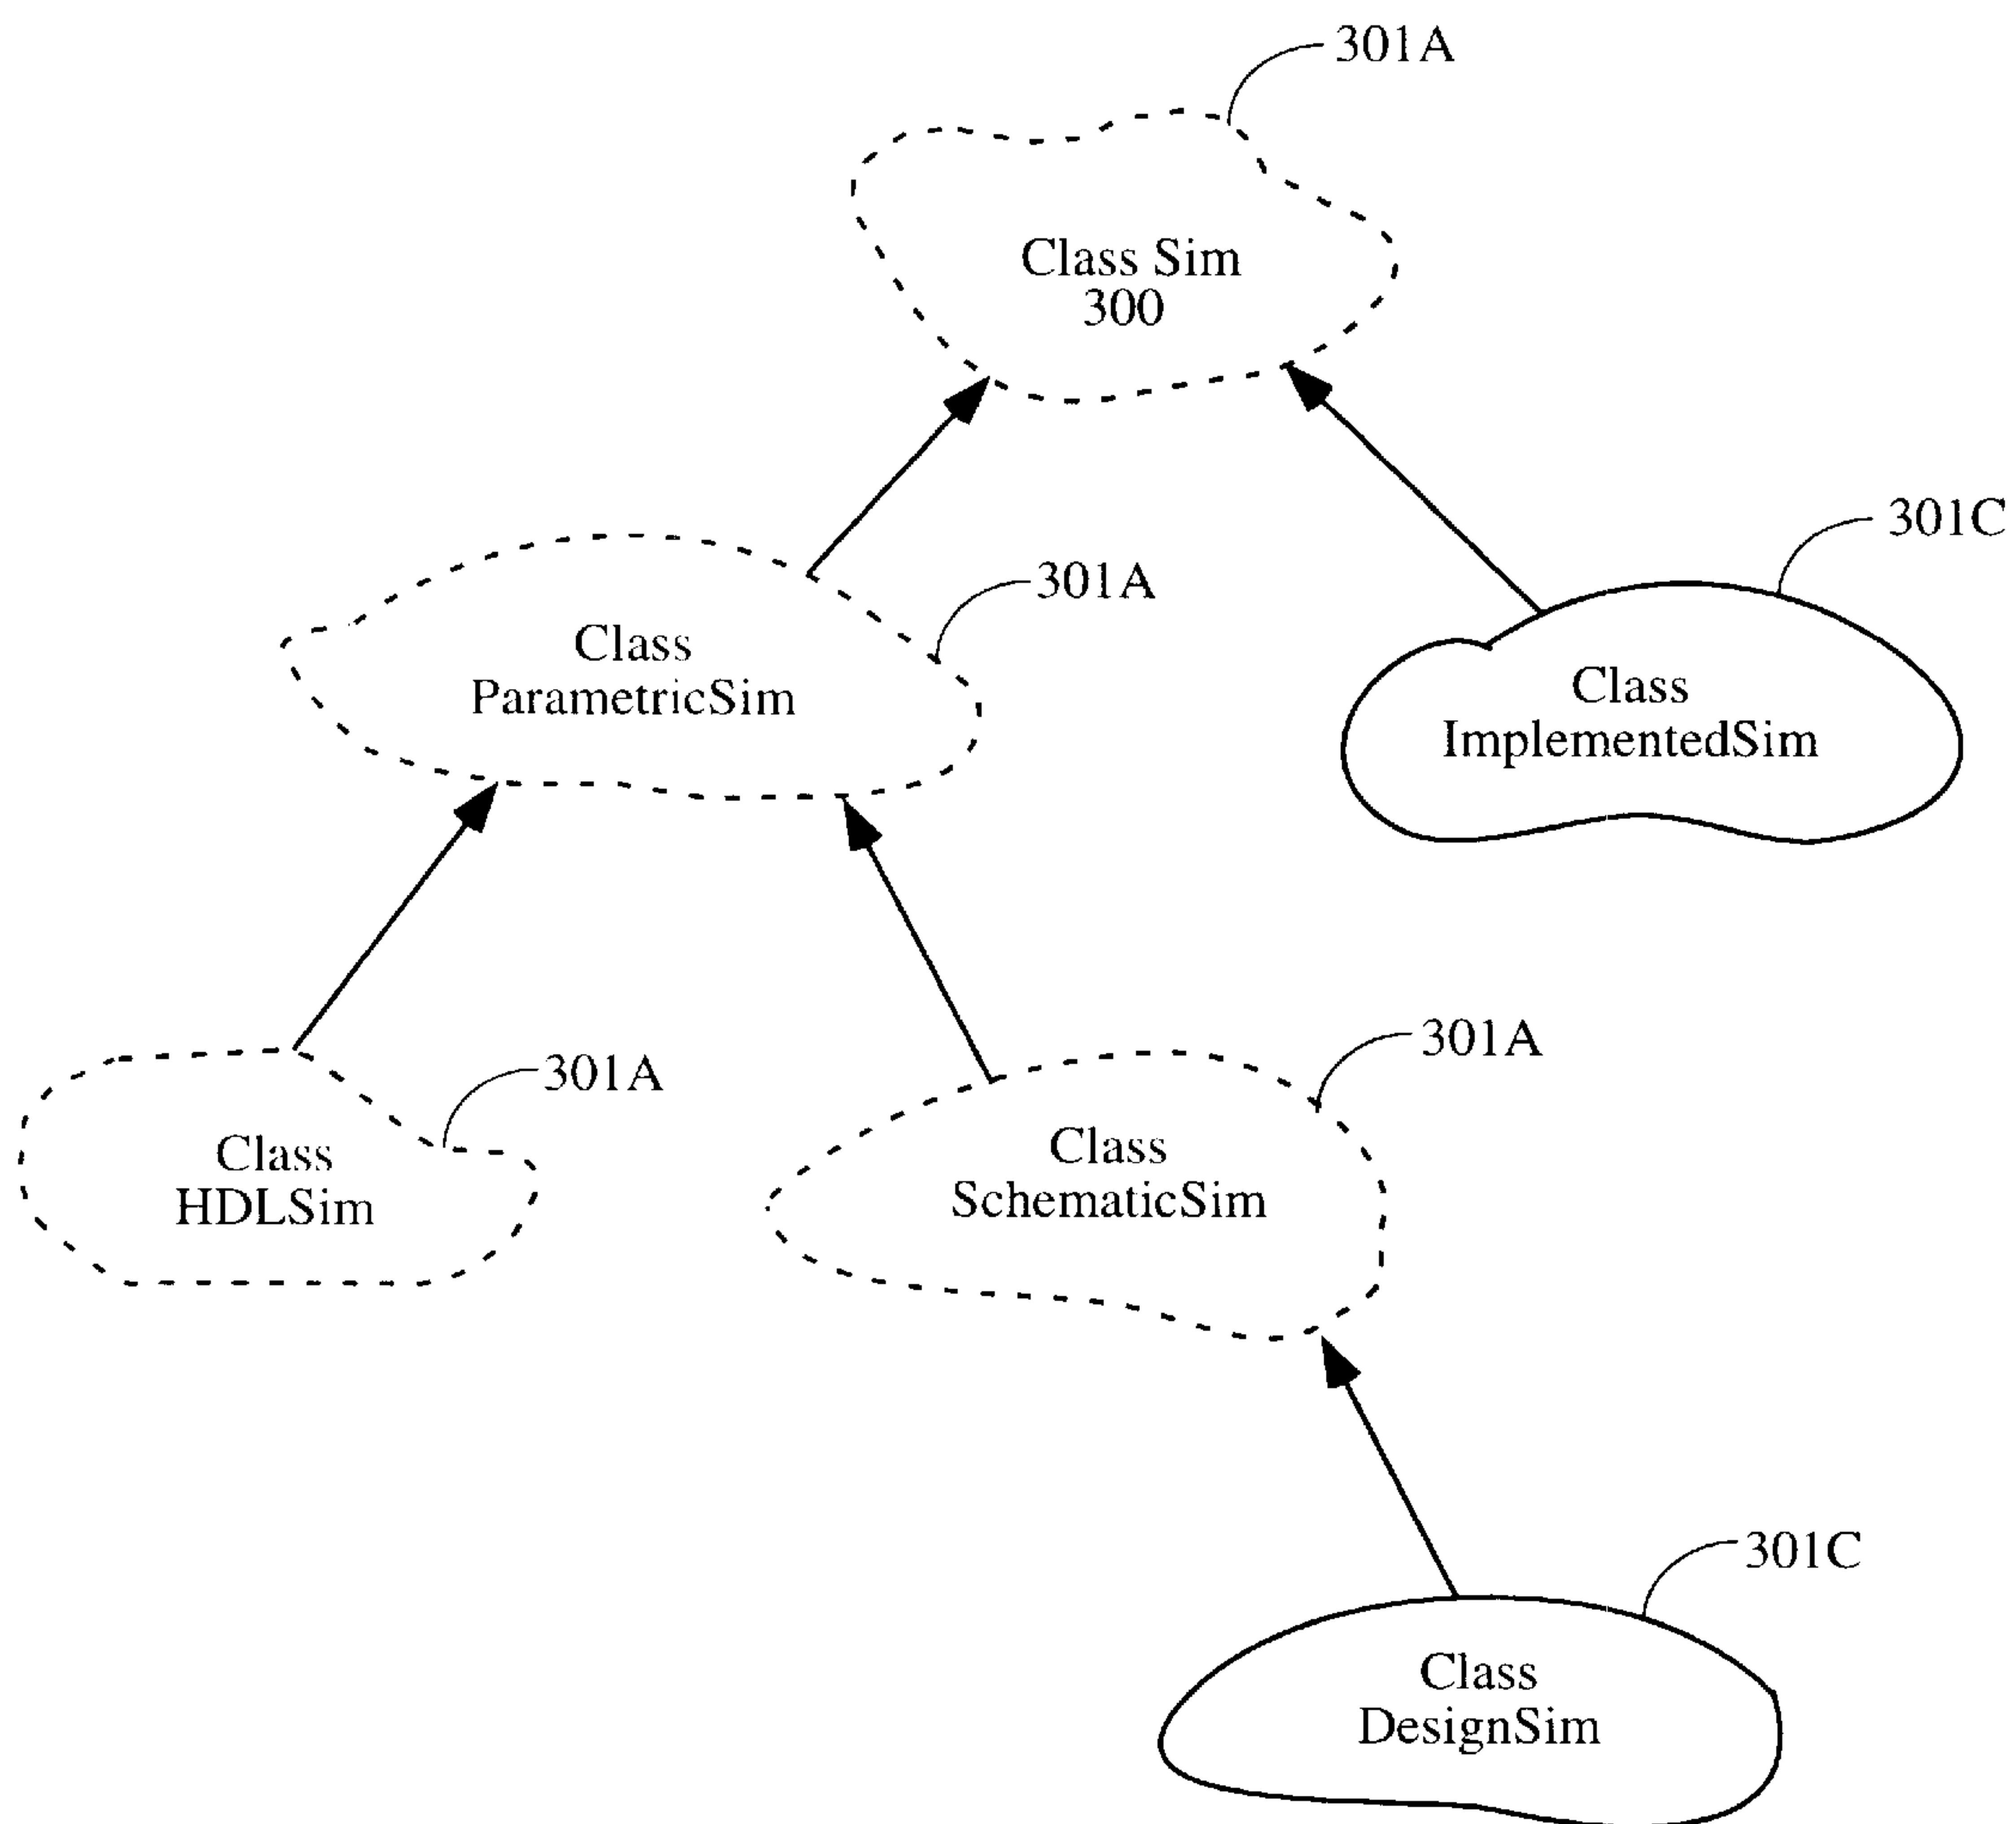 301A
Class Sim
300
301C
301A
Class
ParametricSim
Class
ImplementedSim
301A
301A
Class
HDLSim
Class
SchematicSim
301C
Class
DesignSim